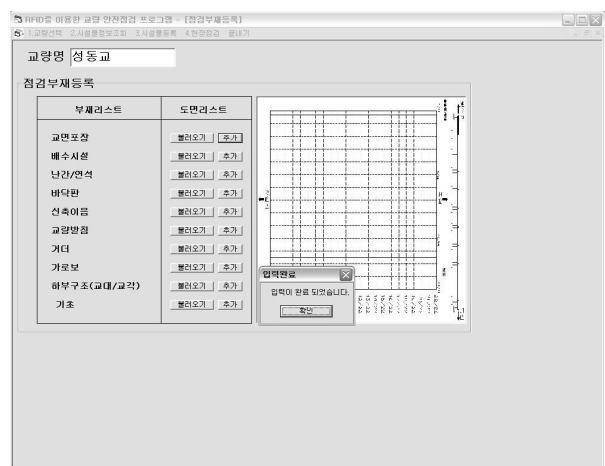 RFID를 이용한 교량 안전점검 프로그램 - [점검부재등록]
1.교량선택 2.시설물정보조회 3.시설물등록 4.현장점검 끝내기
교량명 성동교
점검부재등록
부재리스트 도면리스트
교면포장 불러오기 추가
배수시설 불러오기 추가
난간/연석 불러오기 추가
바닥판 불러오기 추가
신축이음 불러오기 추가
교량받침 불러오기 추가
거더 불러오기 추가
가로보 불러오기 추가
하부구조(교대/교각) 불러오기 추가
기초 불러오기 추가
입력완료
입력이 완료 되었습니다.
확인